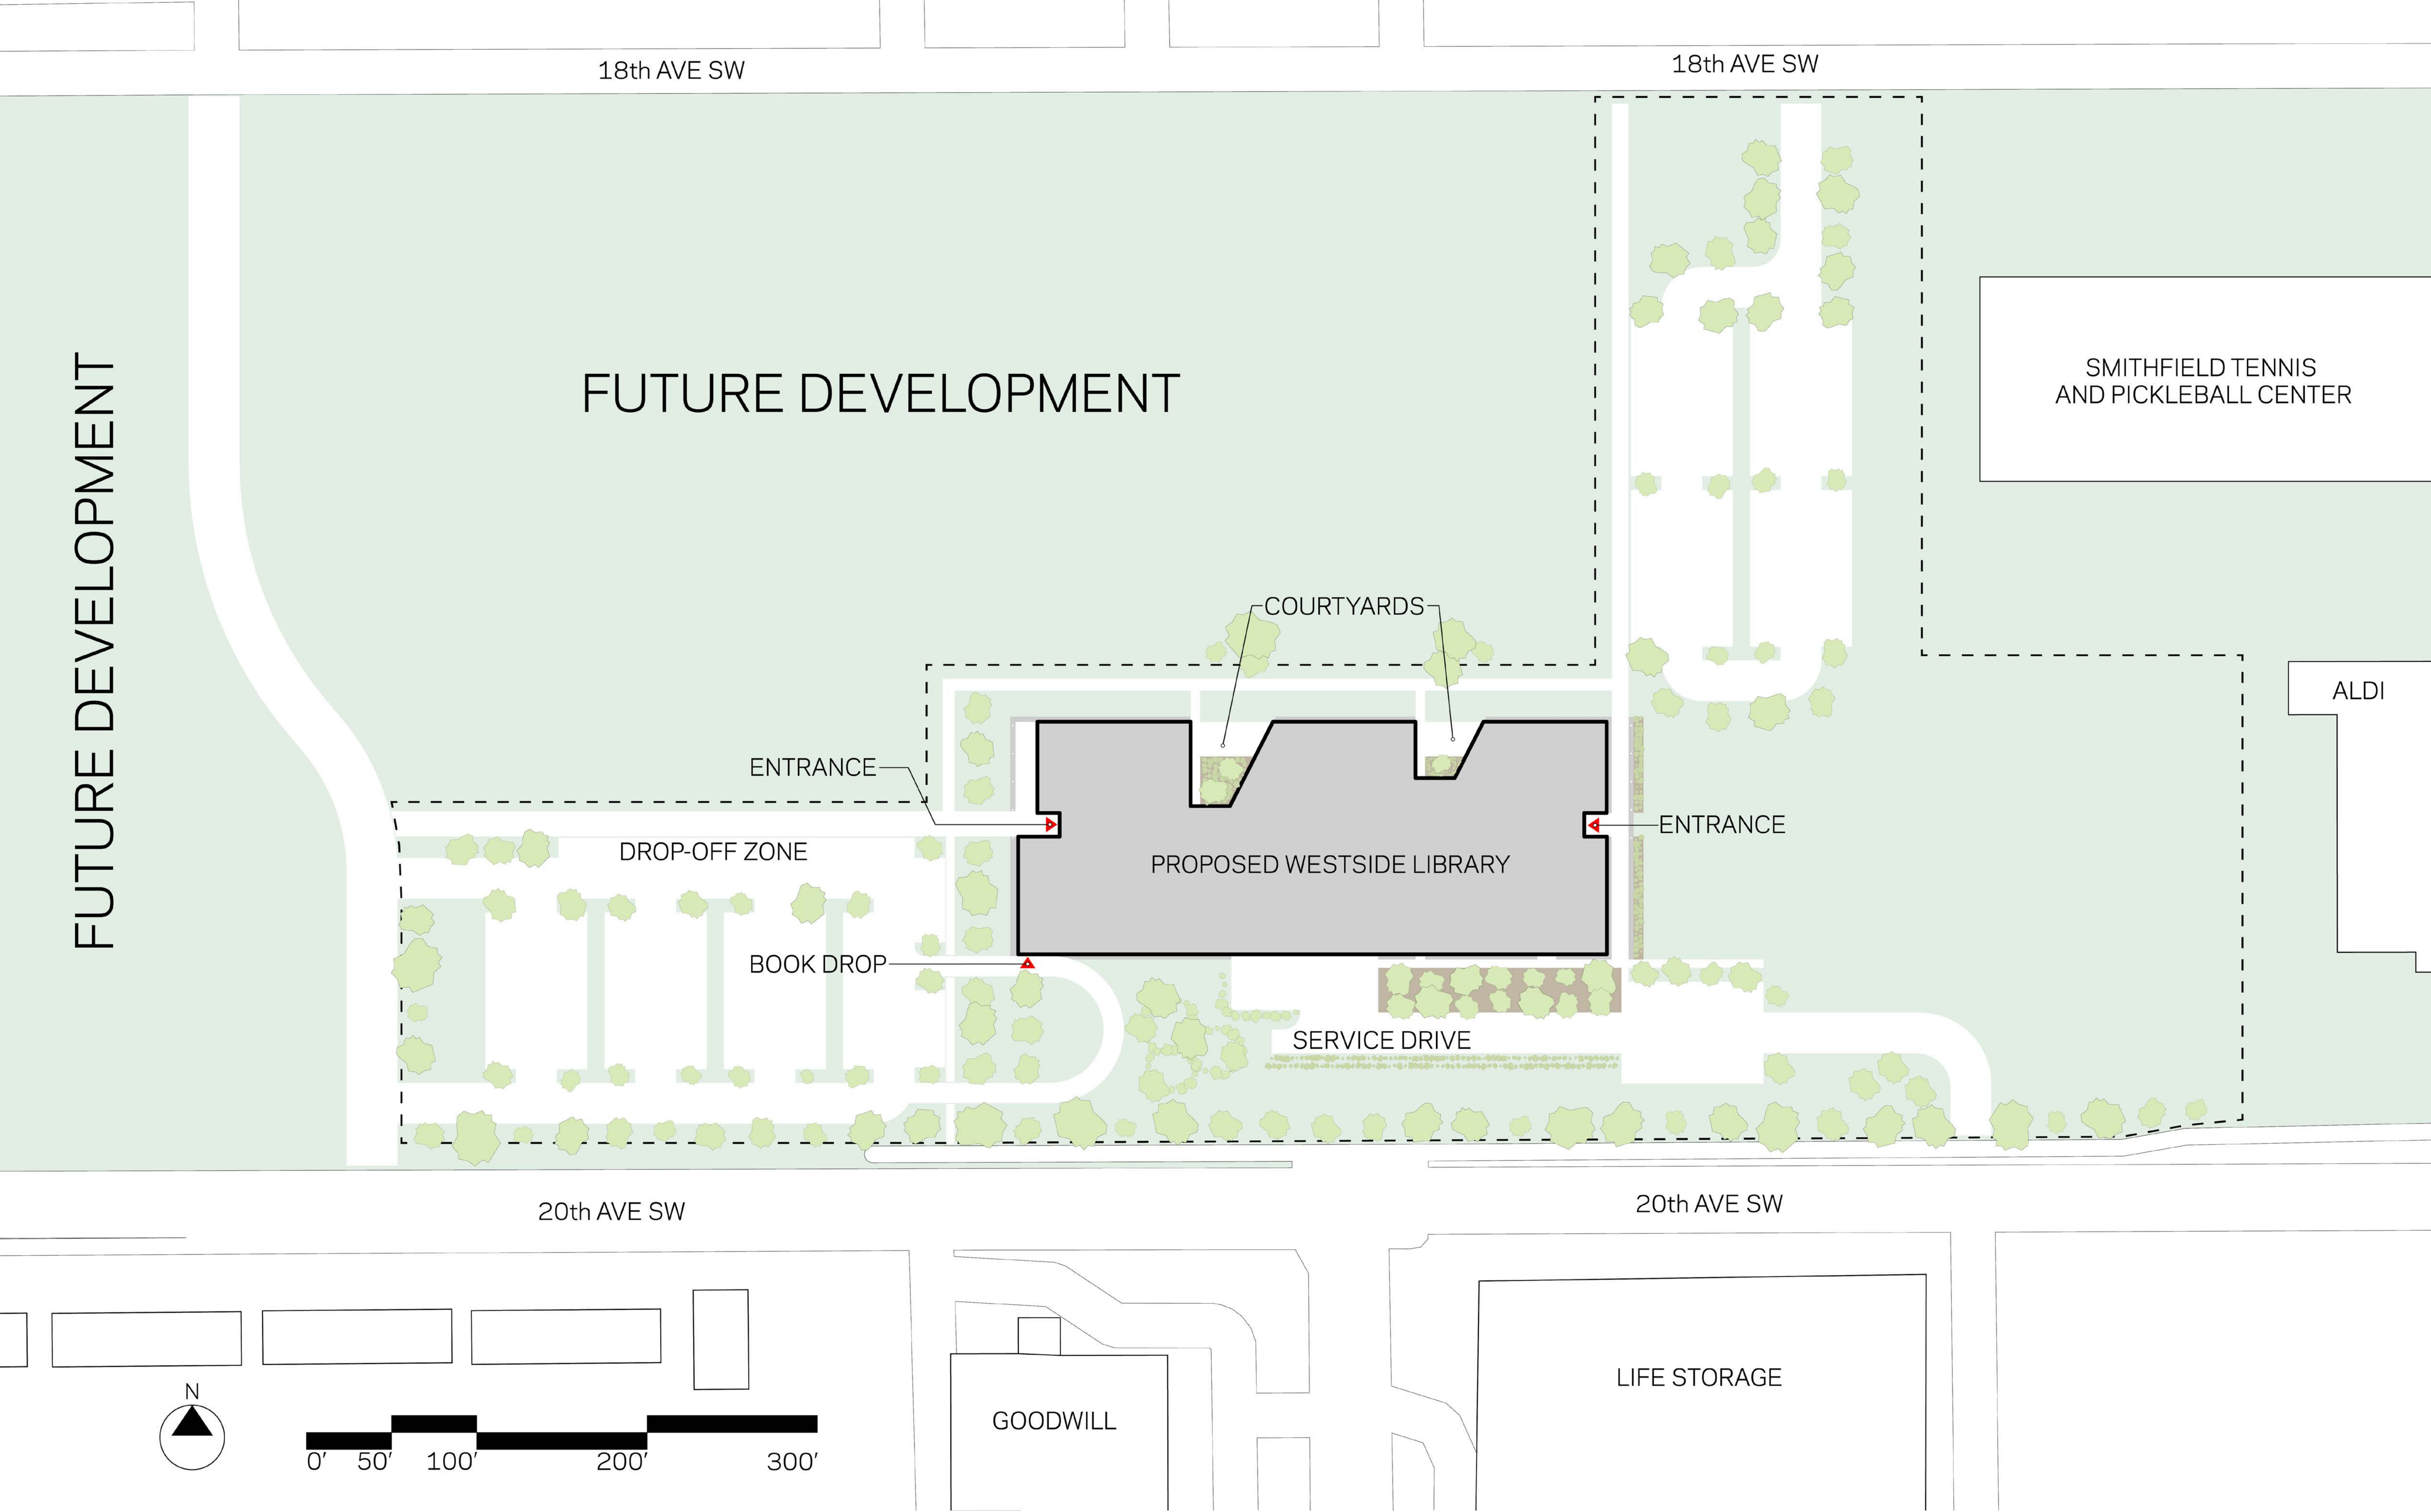 18th AVE SW
18th AVE SW
FUTURE DEVELOPMENT
FUTURE DEVELOPMENT
SMITHFIELD TENNIS
AND PICKLEBALL CENTER
COURTYARDS
ALDI
ENTRANCE
ENTRANCE
DROP-OFF ZONE
PROPOSED WESTSIDE LIBRARY
BOOK DROP
SERVICE DRIVE
20th AVE SW
20th AVE SW
LIFE STORAGE
GOODWILL
N
0' 50' 100' 200' 300'